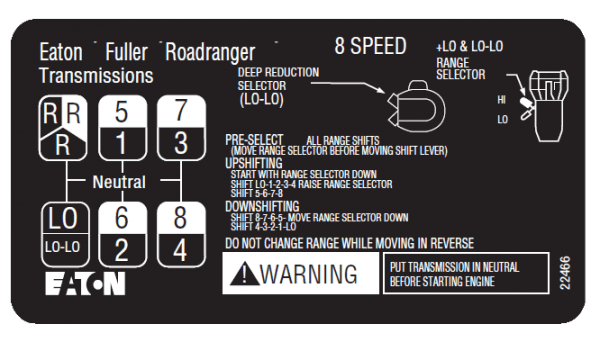 Eaton Fuller Roadranger
Transmissions
8 SPEED
+LO & LO-LO
RANGE
SELECTOR
DEEP REDUCTION
SELECTOR
(LO-LO)
HI
LO
R R
R
5
1
7
3
Neutral
LO
LO-LO
6
2
8
4
PRE-SELECT ALL RANGE SHIFTS
(MOVE RANGE SELECTOR BEFORE MOVING SHIFT LEVER)
UPSHIFTING
START WITH RANGE SELECTOR DOWN
SHIFT LO-1-2-3-4 RAISE RANGE SELECTOR
SHIFT 5-6-7-8
DOWNSHIFTING
SHIFT 8-7-6-5- MOVE RANGE SELECTOR DOWN
SHIFT 4-3-2-1-LO
DO NOT CHANGE RANGE WHILE MOVING IN REVERSE
EATON
WARNING
PUT TRANSMISSION IN NEUTRAL
BEFORE STARTING ENGINE
22466